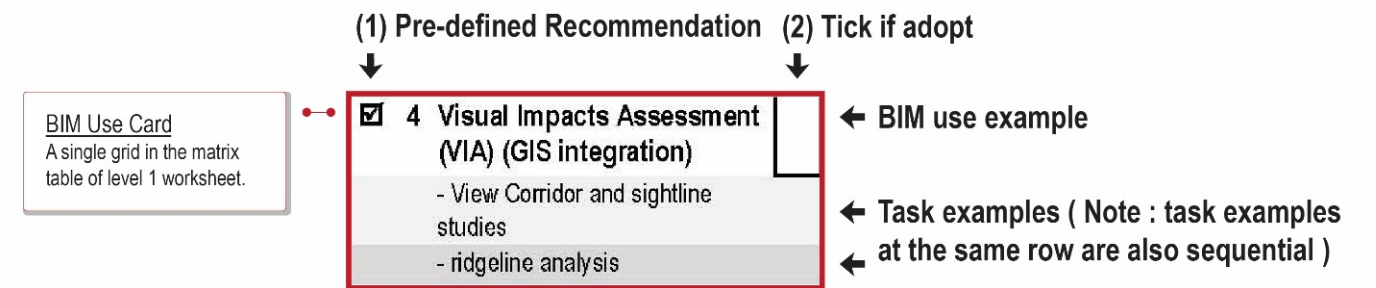 (1) Pre-defined Recommendation (2) Tick if adopt
BIM Use Card
A single grid in the matrix
table of level 1 worksheet.
4 Visual Impacts Assessment
(VIA) (GIS integration)
← BIM use example
- View Corridor and sightline
studies
- ridgeline analysis
← Task examples ( Note : task examples
← at the same row are also sequential )